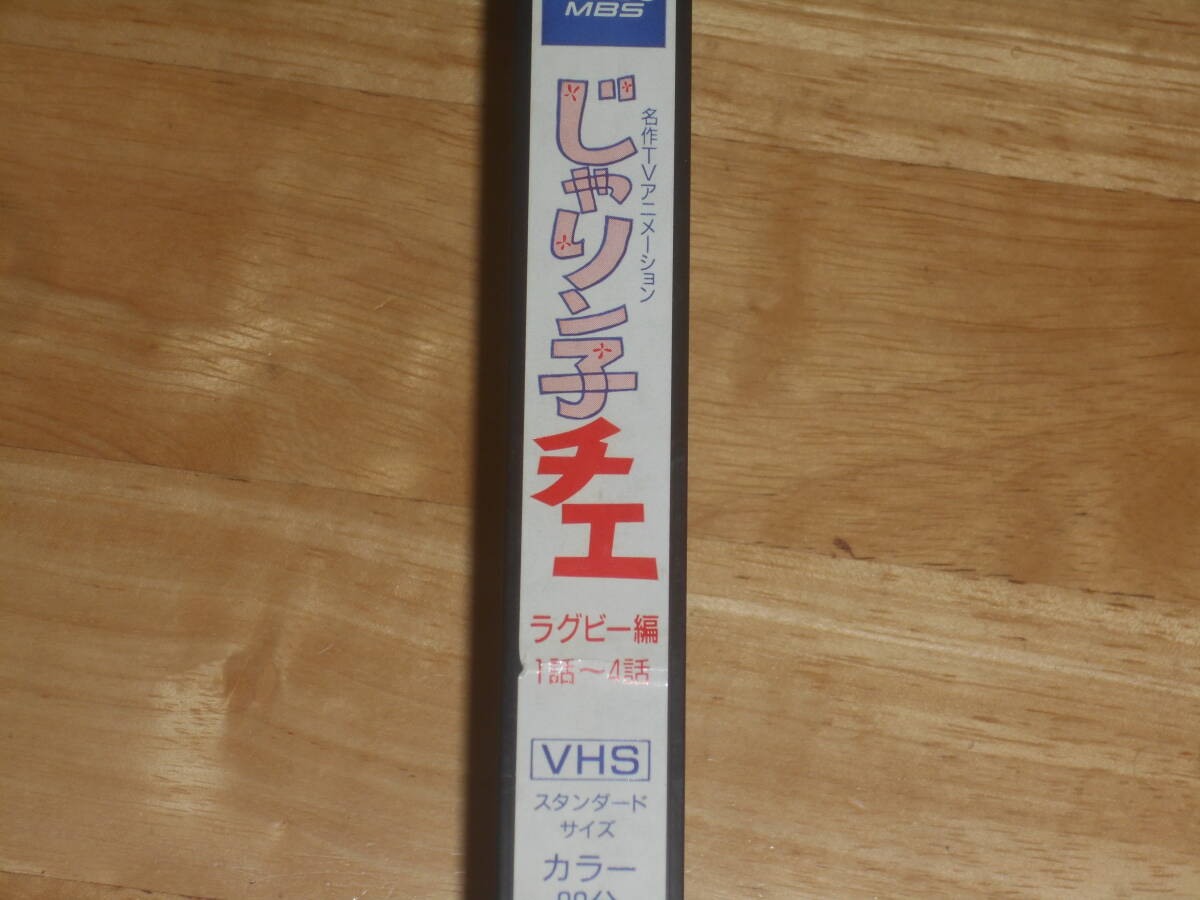 MBS
名作TVアニメーション
じゃリン子
チエ
ラグビー編
1話〜4話
VHS
スタンダード
サイズ
カラー